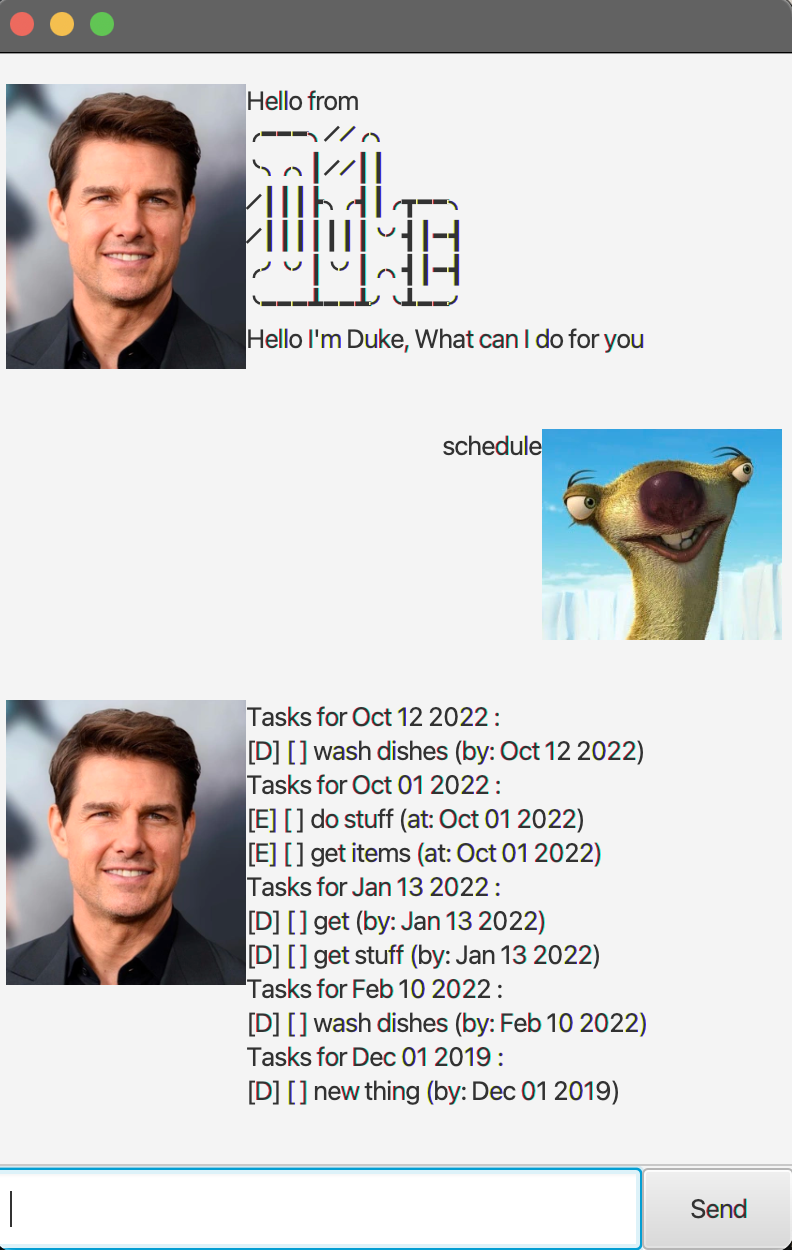 Hello from
Hello I'm Duke, What can I do for you
schedule
Tasks for Oct 12 2022 :
[D] [ ] wash dishes (by: Oct 12 2022)
Tasks for Oct 01 2022 :
[E] [ ] do stuff (at: Oct 01 2022)
[E] [ ] get items (at: Oct 01 2022)
Tasks for Jan 13 2022 :
[D] [ ] get (by: Jan 13 2022)
[D] [ ] get stuff (by: Jan 13 2022)
Tasks for Feb 10 2022 :
[D] [ ] wash dishes (by: Feb 10 2022)
Tasks for Dec 01 2019 :
[D] [ ] new thing (by: Dec 01 2019)
Send